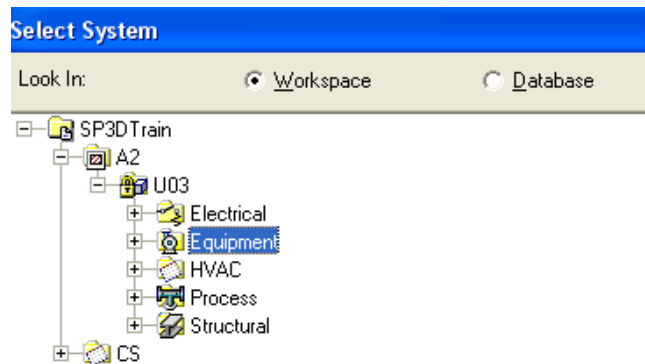 Select System
Look In: Workspace Database
SP3DTrain
A2
U03
Electrical
Equipment
HVAC
Process
Structural
CS